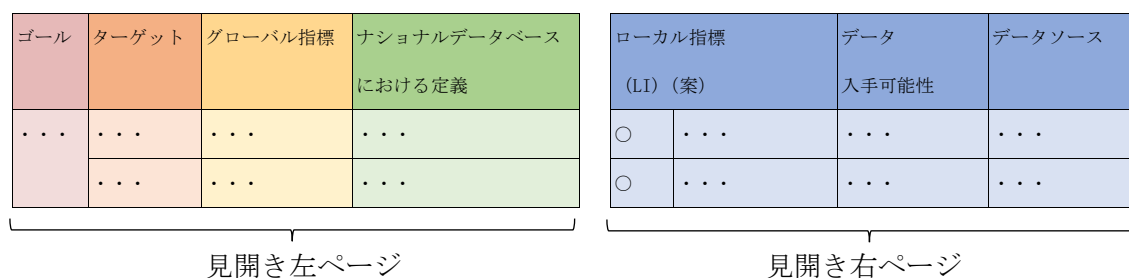 ゴール ターゲット グローバル指標 ナショナルデータベース
における定義
・・・ ・・・ ・・・ ・・・
・・・ ・・・ ・・・
見開き左ページ
ローカル指標 データ データソース
（LI）（案） 入手可能性
○ ・・・ ・・・ ・・・
○ ・・・ ・・・ ・・・
見開き右ページ